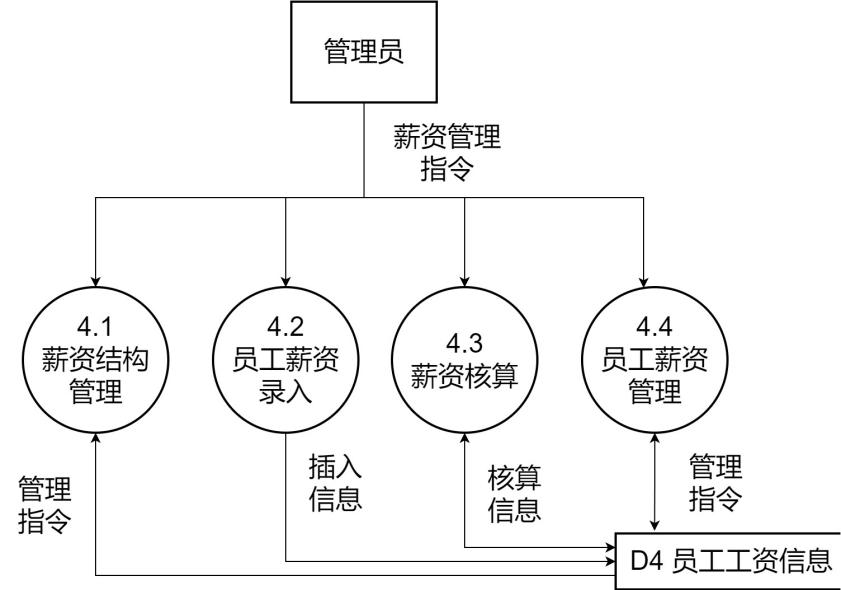 管理员
薪资管理
指令
4.1
薪资结构
管理
4.2
员工薪资
录入
4.3
薪资核算
4.4
员工薪资
管理
管理
指令
插入
信息
核算
信息
管理
指令
D4 员工工资信息